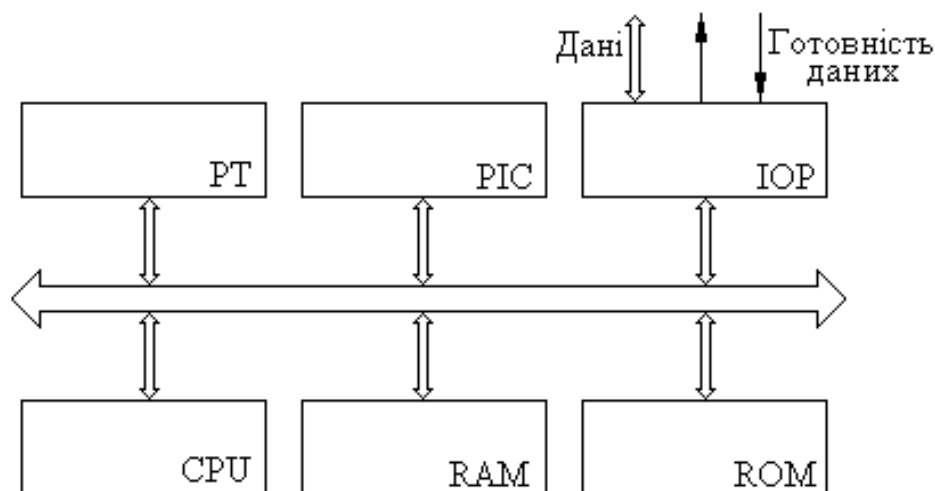 Дані
Готовність
даних
PT
PIC
IOP
CPU
RAM
ROM